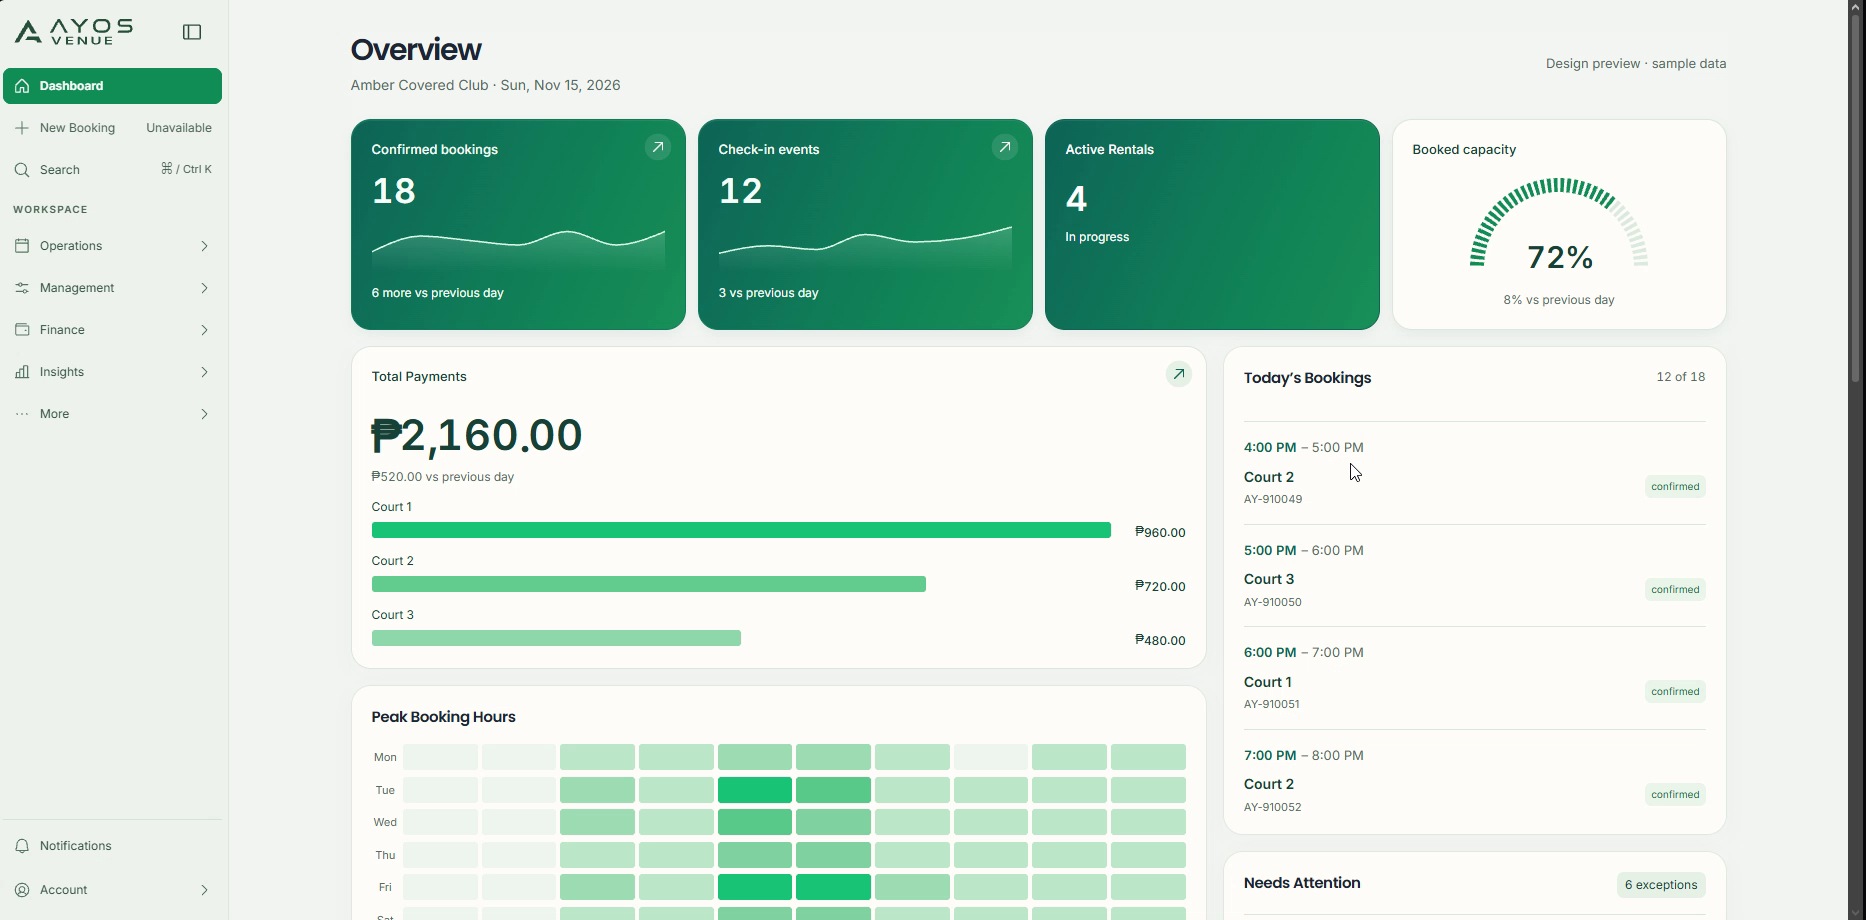 AYOS
VENUE
Dashboard
New Booking Unavailable
Search ⌘ / Ctrl K
WORKSPACE
Operations
Management
Finance
Insights
More
Notifications
Account
Overview
Amber Covered Club · Sun, Nov 15, 2026
Design preview · sample data
Confirmed bookings
18
6 more vs previous day
Check-in events
12
3 vs previous day
Active Rentals
4
In progress
Booked capacity
72%
8% vs previous day
Total Payments
₱2,160.00
₱520.00 vs previous day
Court 1
₱960.00
Court 2
₱720.00
Court 3
₱480.00
Peak Booking Hours
Mon
Tue
Wed
Thu
Fri
Sat
Today’s Bookings 12 of 18
4:00 PM – 5:00 PM
Court 2
AY-910049
confirmed
5:00 PM – 6:00 PM
Court 3
AY-910050
confirmed
6:00 PM – 7:00 PM
Court 1
AY-910051
confirmed
7:00 PM – 8:00 PM
Court 2
AY-910052
confirmed
Needs Attention 6 exceptions